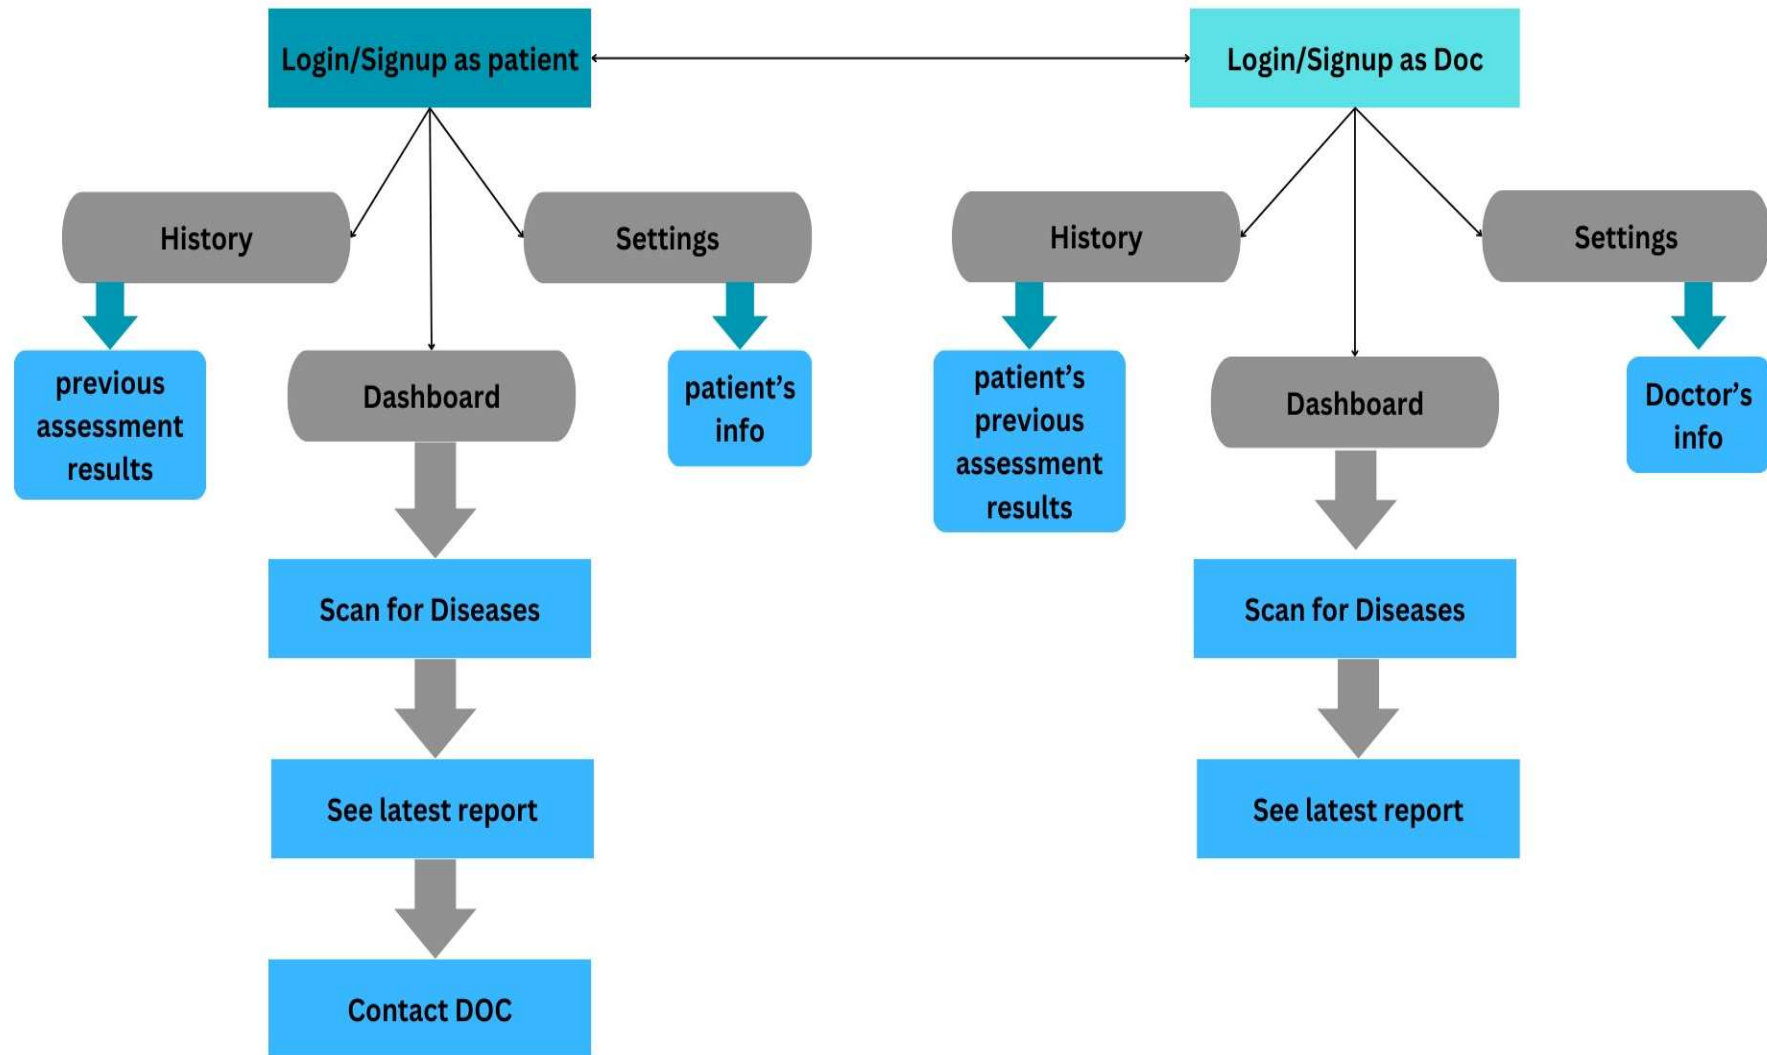 Login/Signup as patient
Login/Signup as Doc
History
Settings
History
Settings
previous
assessment
results
Dashboard
patient’s
info
patient’s
previous
assessment
results
Dashboard
Doctor’s
info
Scan for Diseases
Scan for Diseases
See latest report
See latest report
Contact DOC